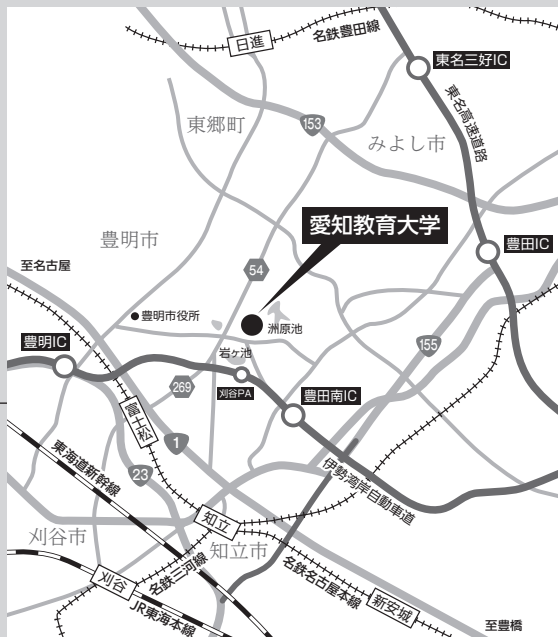 日進
名鉄豊田線
東名三好IC
東名高速道路
153
東郷町
みよし市
愛知教育大学
豊田IC
豊明市
至名古屋
54
豊明市役所
洲原池
155
豊明IC
岩ヶ池
刈谷PA
269
豊田南IC
富士松
1
東海道新幹線
23
伊勢湾岸自動車道
知立
刈谷市
知立市
名鉄三河線
名鉄名古屋本線
刈谷
JR東海本線
新安城
至豊橋